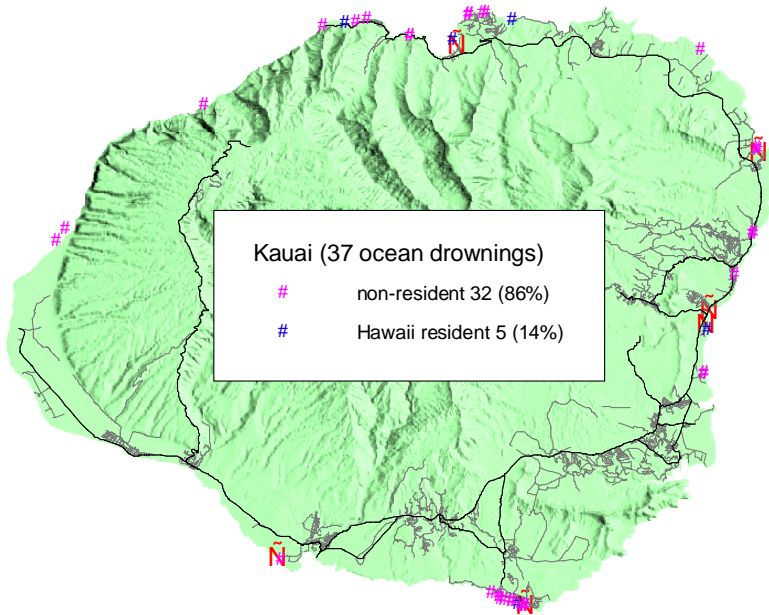 Kauai (37 ocean drownings)
# non-resident 32 (86%)
# Hawaii resident 5 (14%)
# # # # # # # # #
Ñ
#
#
# Ñ
# #
#
#
Ñ
Ñ
#
#
Ñ
#
# # # # # Ñ